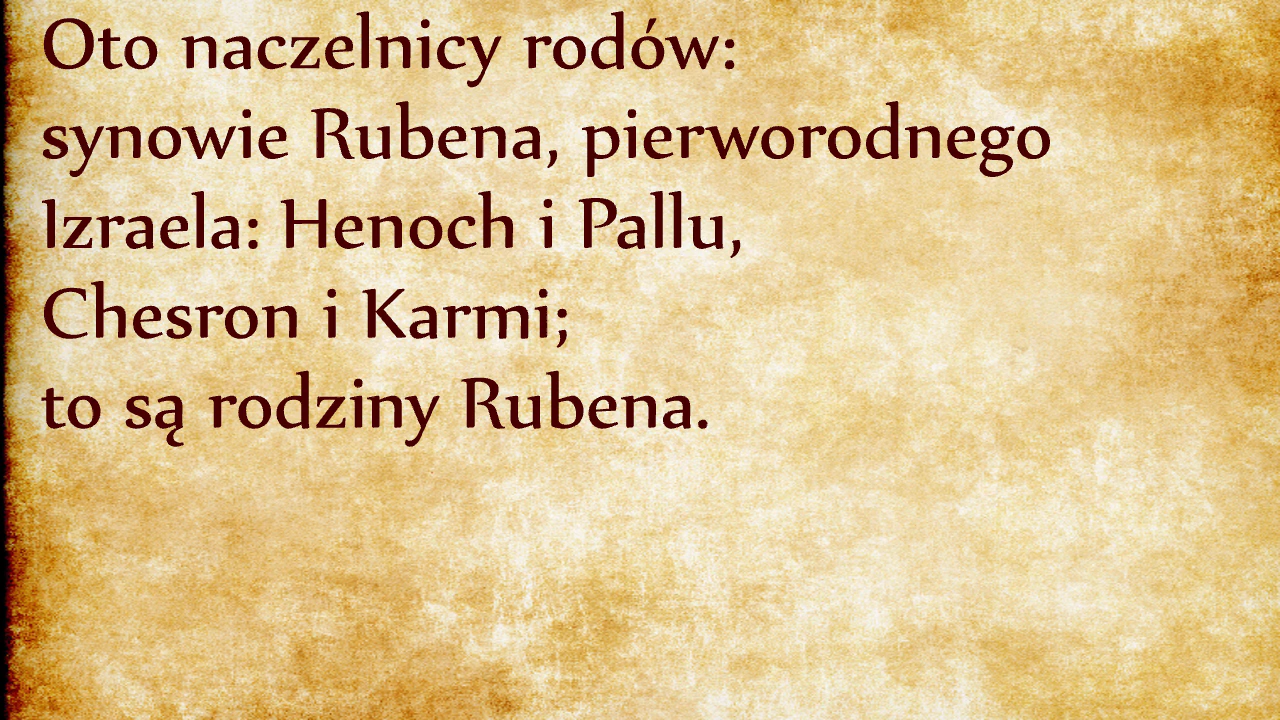 Oto naczelnicy rodów:
synowie Rubena, pierworodnego
Izraela: Henoch i Pallu,
Chesron i Karmi;
to są rodziny Rubena.